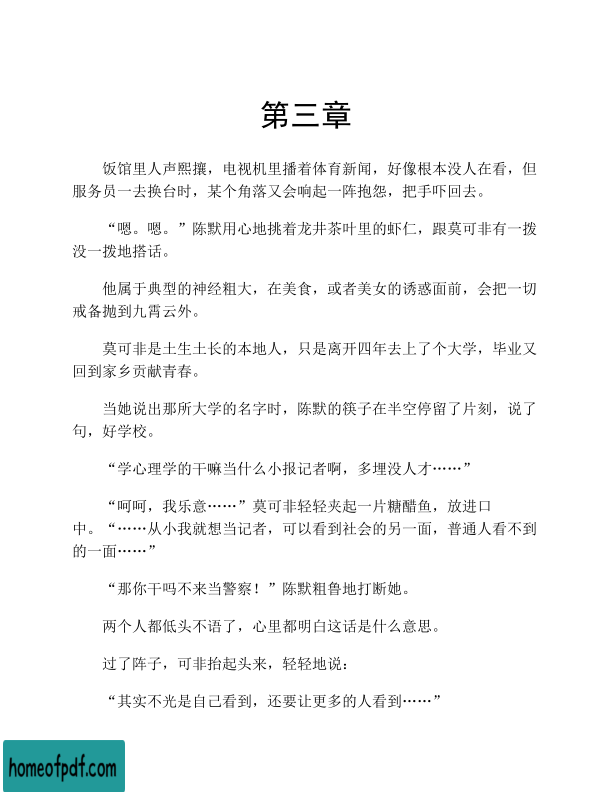 第三章
饭馆里人声熙攘，电视机里播着体育新闻，好像根本没人在看，但
服务员一去换台时，某个角落又会响起一阵抱怨，把手吓回去。
“嗯。嗯。”陈默用心地挑着龙井茶叶里的虾仁，跟莫可非有一拨
没一拨地搭话。
他属于典型的神经粗大，在美食，或者美女的诱惑面前，会把一切
戒备抛到九霄云外。
莫可非是土生土长的本地人，只是离开四年去上了个大学，毕业又
回到家乡贡献青春。
当她说出那所大学的名字时，陈默的筷子在半空停留了片刻，说了
句，好学校。
“学心理学的干嘛当什么小报记者啊，多埋没人才……”
“呵呵，我乐意……”莫可非轻轻夹起一片糖醋鱼，放进口
中。“……从小我就想当记者，可以看到社会的另一面，普通人看不到
的一面……”
“那你干吗不来当警察！”陈默粗鲁地打断她。
两个人都低头不语了，心里都明白这话是什么意思。
过了阵子，可非抬起头来，轻轻地说：
“其实不光是自己看到，还要让更多的人看到……”
homeofpdf.com